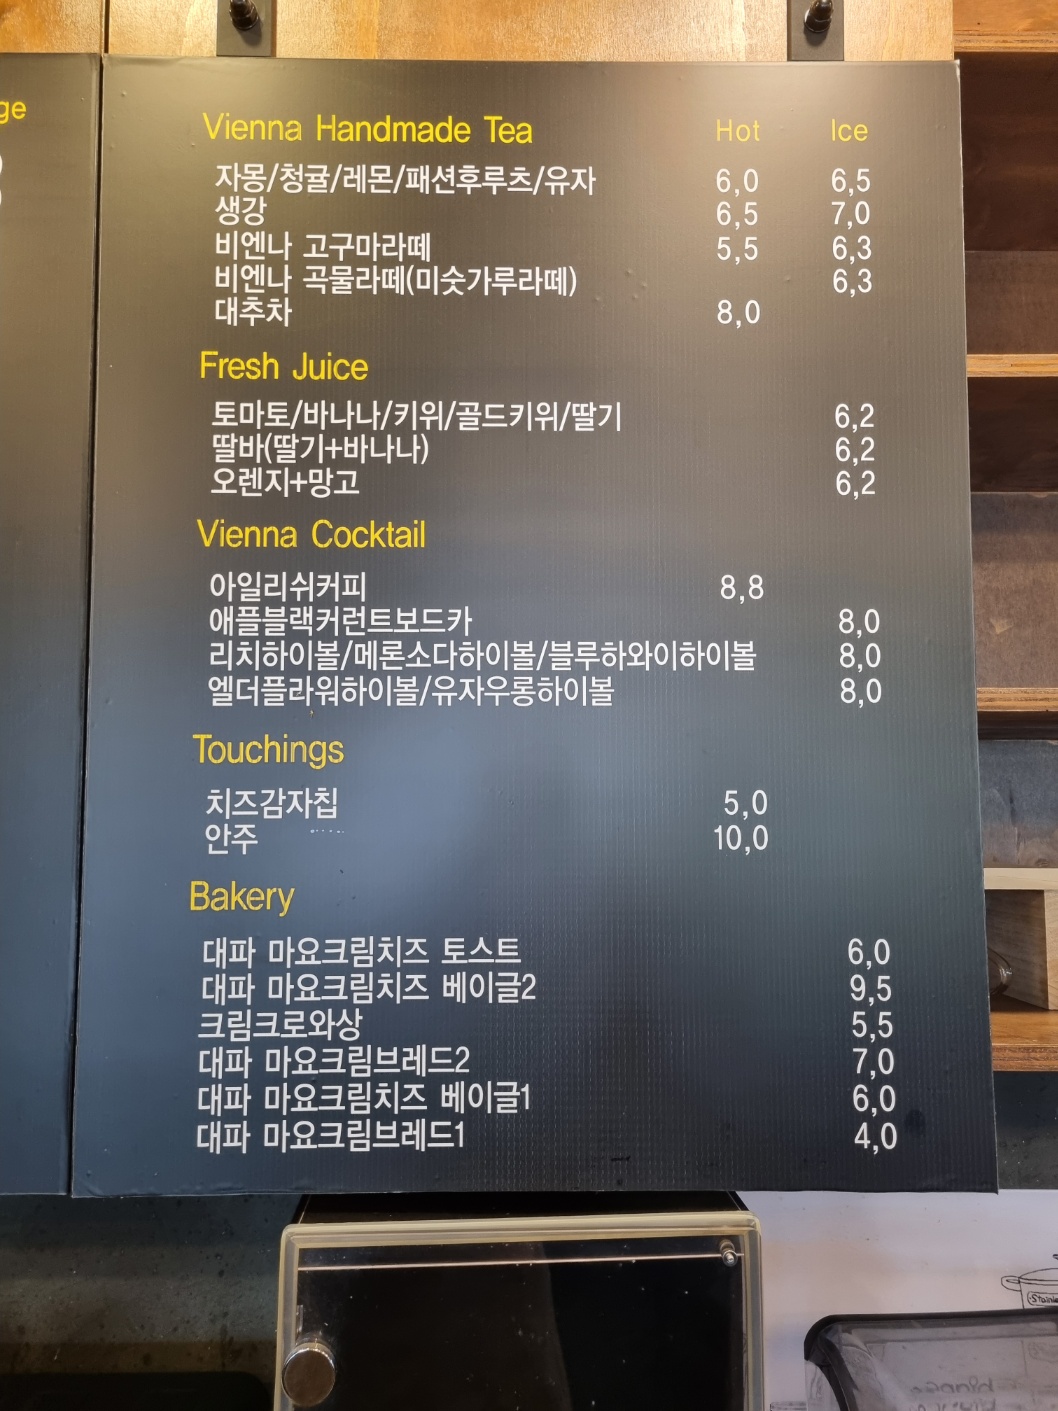 ge
Vienna Handmade Tea Hot Ice
자몽/청귤/레몬/패션후루츠/유자 6,0 6,5
생강 6,5 7,0
비엔나 고구마라떼 5,5 6,3
비엔나 곡물라떼(미숫가루라떼) 6,3
대추차 8,0
Fresh Juice
토마토/바나나/키위/골드키위/딸기 6,2
딸바(딸기+바나나) 6,2
오렌지+망고 6,2
Vienna Cocktail
아일리쉬커피 8,8
애플블랙커런트보드카 8,0
리치하이볼/메론소다하이볼/블루하와이하이볼 8,0
엘더플라워하이볼/유자우롱하이볼 8,0
Touchings
치즈감자칩 5,0
안주 10,0
Bakery
대파 마요크림치즈 토스트 6,0
대파 마요크림치즈 베이글2 9,5
크림크로와상 5,5
대파 마요크림브레드2 7,0
대파 마요크림치즈 베이글1 6,0
대파 마요크림브레드1 4,0